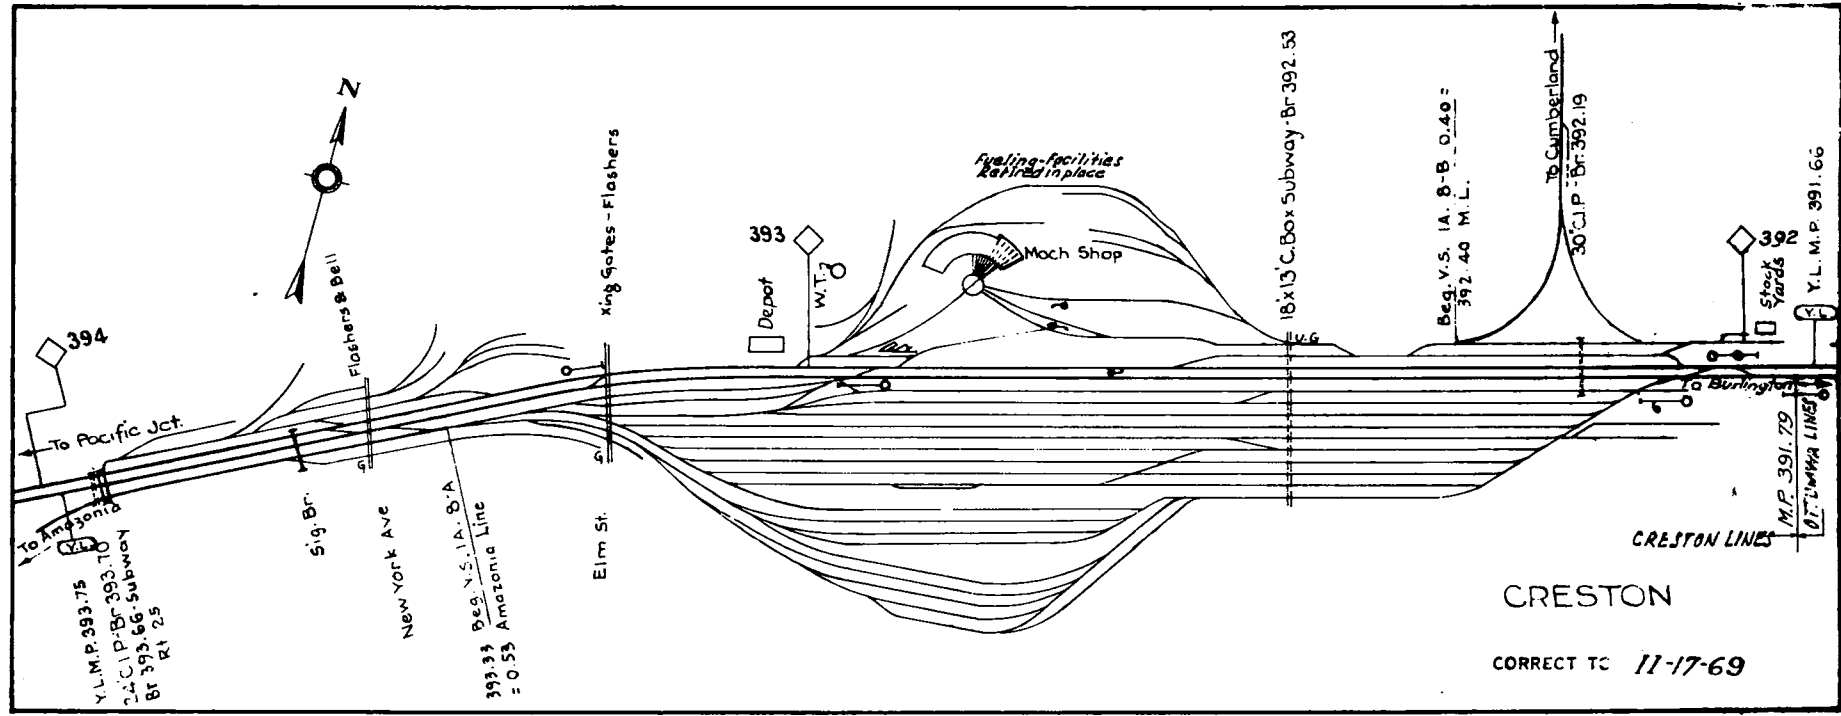 N
394
To Pacific Jct.
To Amazonia
Y.L.
Y.L.M.P. 393.75
24" C I P-Br 393.70
Br 393.66-Subway
Rt 25
Sig. Br.
Flashers & Bell
G
New York Ave
393.33 Beg. V.S. IA. 8-A
= 0.53 Amazonia Line
Xing Gates-Flashers
G
Elm St.
Depot
393
W.T.
Fueling-Facilities
Retired in place
Mach Shop
18'x13' C.Box Subway-Br 392.53
U.G
Beg. V.S. IA. 8-B 0.40 =
392.40 M.L.
To Cumberland
30" C.I.P-Br. 392.19
392
Stock
Yards
Y.L.M.P. 391.66
Y.L.
To Burlington
M.P. 391.79
OTTUMWA LINES
CRESTON LINES
CRESTON
CORRECT TO 11-17-69